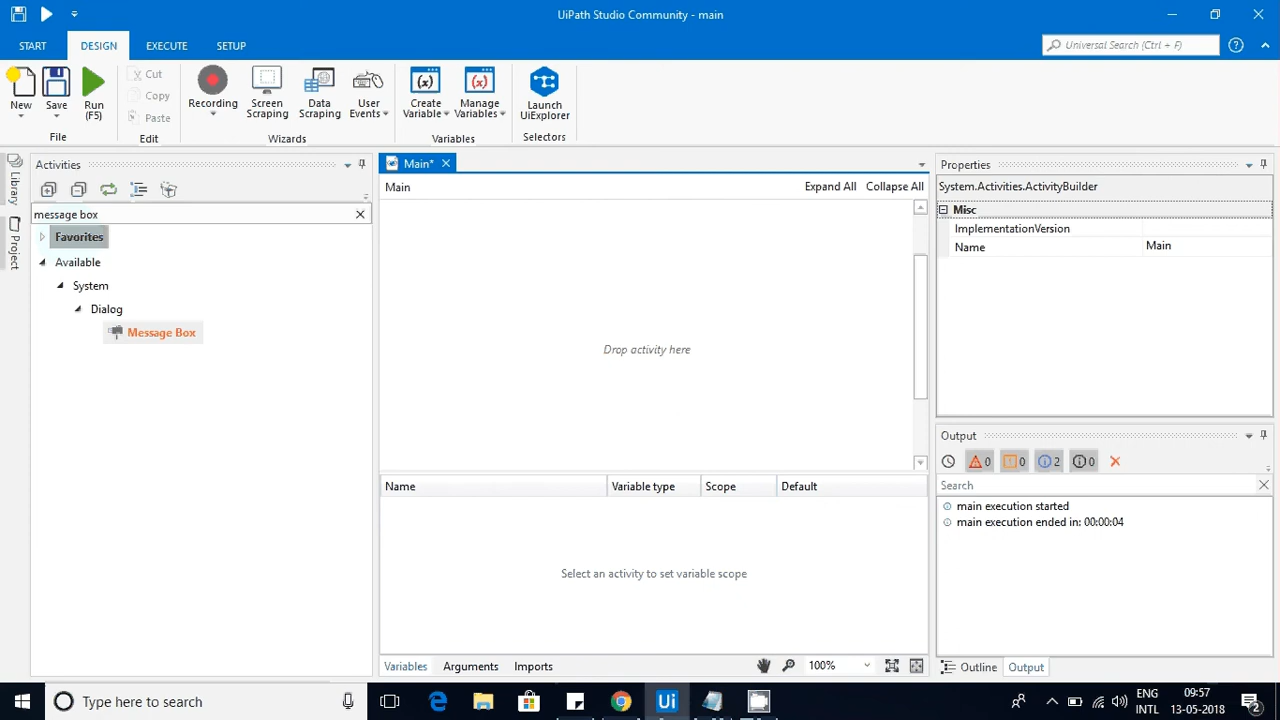 UiPath Studio Community - main
START DESIGN EXECUTE SETUP
Universal Search (Ctrl + F)
New Save Run (F5)
Cut
Copy
Paste
Recording Screen Scraping Data Scraping User Events
Create Variable Manage Variables
Launch UiExplorer
File Edit Wizards Variables Selectors
Library
Project
Activities
message box
Favorites
Available
System
Dialog
Message Box
Main*
Main Expand All Collapse All
Drop activity here
Name Variable type Scope Default
Select an activity to set variable scope
Variables Arguments Imports 100%
Properties
System.Activities.ActivityBuilder
Misc
ImplementationVersion
Name Main
Output
0 0 2 0
Search
main execution started
main execution ended in: 00:00:04
Outline Output
Type here to search
Ui
ENG
INTL
09:57
13-05-2018
2